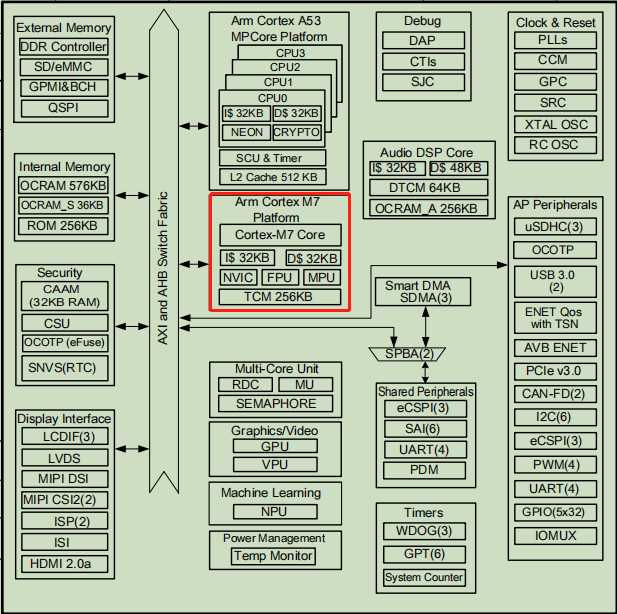 External Memory
DDR Controller
SD/eMMC
GPMI&BCH
QSPI
Internal Memory
OCRAM 576KB
OCRAM_S 36KB
ROM 256KB
Security
CAAM
(32KB RAM)
CSU
OCOTP (eFuse)
SNVS(RTC)
Display Interface
LCDIF(3)
LVDS
MIPI DSI
MIPI CSI2(2)
ISP(2)
ISI
HDMI 2.0a
AXI and AHB Switch Fabric
Arm Cortex A53
MPCore Platform
CPU3
CPU2
CPU1
CPU0
I$ 32KB
D$ 32KB
NEON
CRYPTO
SCU & Timer
L2 Cache 512 KB
Arm Cortex M7
Platform
Cortex-M7 Core
I$ 32KB
D$ 32KB
NVIC
FPU
MPU
TCM 256KB
Multi-Core Unit
RDC
MU
SEMAPHORE
Graphics/Video
GPU
VPU
Machine Learning
NPU
Power Management
Temp Monitor
Debug
DAP
CTIs
SJC
Audio DSP Core
I$ 32KB
D$ 48KB
DTCM 64KB
OCRAM_A 256KB
Smart DMA
SDMA(3)
SPBA(2)
Shared Peripherals
eCSPI(3)
SAI(6)
UART(4)
PDM
Timers
WDOG(3)
GPT(6)
System Counter
Clock & Reset
PLLs
CCM
GPC
SRC
XTAL OSC
RC OSC
AP Peripherals
uSDHC(3)
OCOTP
USB 3.0
(2)
ENET Qos
with TSN
AVB ENET
PCIe v3.0
CAN-FD(2)
I2C(6)
eCSPI(3)
PWM(4)
UART(4)
GPIO(5x32)
IOMUX